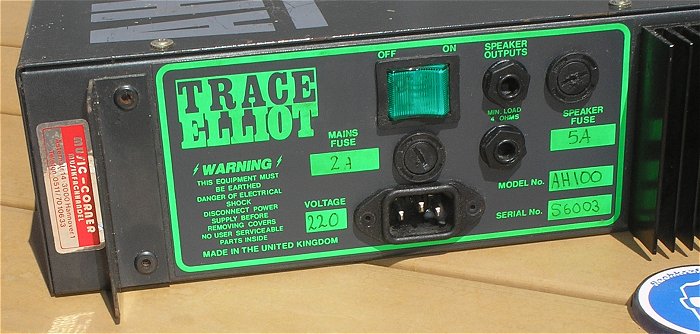 TRACE
ELLIOT
OFF
ON
SPEAKER
OUTPUTS
MIN. LOAD
4 OHMS
SPEAKER
FUSE
5A
MAINS
FUSE
2A
WARNING
THIS EQUIPMENT MUST
BE EARTHED
DANGER OF ELECTRICAL
SHOCK
DISCONNECT POWER
SUPPLY BEFORE
REMOVING COVERS
NO USER SERVICEABLE
PARTS INSIDE
MADE IN THE UNITED KINGDOM
VOLTAGE
220
MODEL No.
AH100
SERIAL No.
S6003
MUSIC-CORNER
MUSIKFACHHANDEL